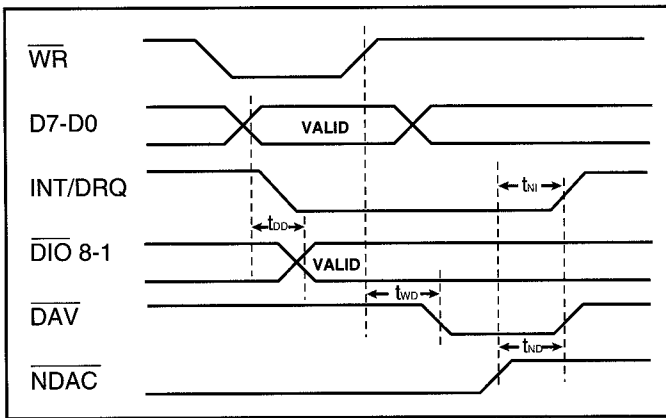 WR
D7-D0
VALID
INT/DRQ
tNI
tDD
DIO 8-1
VALID
tWD
DAV
tND
NDAC